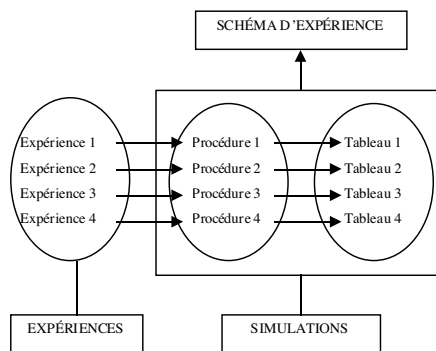 SCHÉMA D'EXPÉRIENCE
Expérience 1 Procédure 1 Tableau 1
Expérience 2 Procédure 2 Tableau 2
Expérience 3 Procédure 3 Tableau 3
Expérience 4 Procédure 4 Tableau 4
EXPÉRIENCES SIMULATIONS